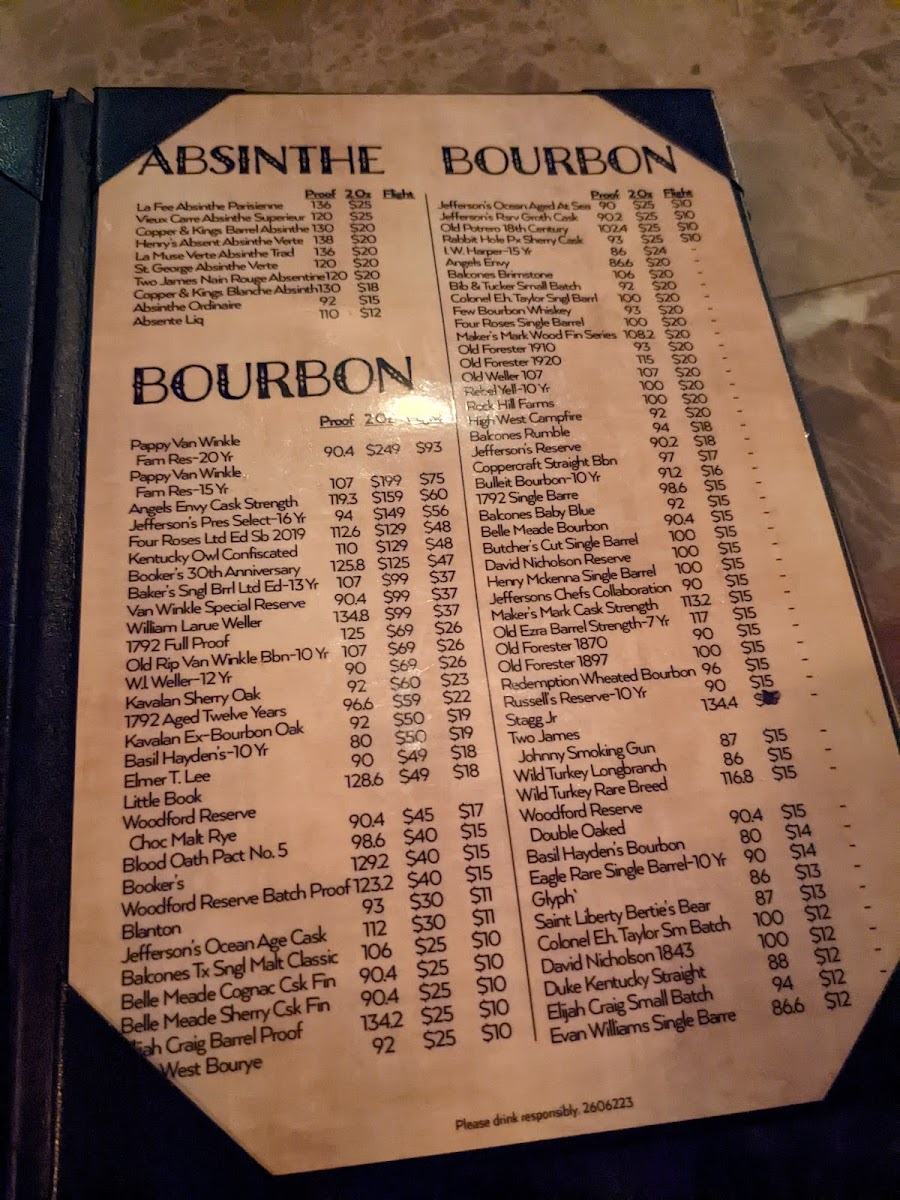 ABSINTHE
Proof 2 Oz Flight
La Fee Absinthe Parisienne 136 $25
Vieux Carre Absinthe Superieur 120 $25
Copper & Kings Barrel Absinthe 130 $20
Henry's Absent Absinthe Verte 138 $20
La Muse Verte Absinthe Trad 136 $20
St. George Absinthe Verte 120 $20
Two James Nain Rouge Absentine 120 $20
Copper & Kings Blanche Absinth 130 $18
Absinthe Ordinaire 92 $15
Absente Liq 110 $12
BOURBON
Proof 2 Oz
Pappy Van Winkle
Fam Res-20 Yr 90.4 $249 $93
Pappy Van Winkle
Fam Res-15 Yr 107 $199 $75
Angels Envy Cask Strength 119.3 $159 $60
Jefferson's Pres Select-16 Yr 94 $149 $56
Four Roses Ltd Ed Sb 2019 112.6 $129 $48
Kentucky Owl Confiscated 110 $129 $48
Booker's 30th Anniversary 125.8 $125 $47
Baker's Sngl Brrl Ltd Ed-13 Yr 107 $99 $37
Van Winkle Special Reserve 90.4 $99 $37
William Larue Weller 134.8 $99 $37
1792 Full Proof 125 $69 $26
Old Rip Van Winkle Bbn-10 Yr 107 $69 $26
W.l. Weller-12 Yr 90 $69 $26
Kavalan Sherry Oak 92 $60 $23
1792 Aged Twelve Years 96.6 $59 $22
Kavalan Ex-Bourbon Oak 92 $50 $19
Basil Hayden's-10 Yr 80 $50 $19
Elmer T. Lee 90 $49 $18
Little Book 128.6 $49 $18
Woodford Reserve
Choc Malt Rye 90.4 $45 $17
Blood Oath Pact No. 5 98.6 $40 $15
Booker's 129.2 $40 $15
Woodford Reserve Batch Proof 123.2 $40 $15
Blanton 93 $30 $11
Jefferson's Ocean Age Cask 112 $30 $11
Balcones Tx Sngl Malt Classic 106 $25 $10
Belle Meade Cognac Csk Fin 90.4 $25 $10
Belle Meade Sherry Csk Fin 90.4 $25 $10
Elijah Craig Barrel Proof 134.2 $25 $10
West Bourye 92 $25 $10
BOURBON
Proof 2 Oz Flight
Jefferson's Ocean Aged At Sea 90 $25 $10
Jefferson's Rsrv Groth Cask 90.2 $25 $10
Old Potrero 18th Century 102.4 $25 $10
Rabbit Hole Px Sherry Cask 93 $25 $10
I.W. Harper-15 Yr 86 $24 -
Angels Envy 86.6 $20 -
Balcones Brimstone 106 $20 -
Bib & Tucker Small Batch 92 $20 -
Colonel E.h. Taylor Sngl Barrl 100 $20 -
Few Bourbon Whiskey 93 $20 -
Four Roses Single Barrel 100 $20 -
Maker's Mark Wood Fin Series 108.2 $20 -
Old Forester 1910 93 $20 -
Old Forester 1920 115 $20 -
Old Weller 107 107 $20 -
Rebel Yell-10 Yr 100 $20 -
Rock Hill Farms 100 $20 -
High West Campfire 92 $20 -
Balcones Rumble 94 $18 -
Jefferson's Reserve 90.2 $18 -
Coppercraft Straight Bbn 97 $17 -
Bulleit Bourbon-10 Yr 91.2 $16 -
1792 Single Barre 98.6 $15 -
Balcones Baby Blue 92 $15 -
Belle Meade Bourbon 90.4 $15 -
Butcher's Cut Single Barrel 100 $15 -
David Nicholson Reserve 100 $15 -
Henry Mckenna Single Barrel 100 $15 -
Jeffersons Chefs Collaboration 90 $15 -
Maker's Mark Cask Strength 113.2 $15 -
Old Ezra Barrel Strength-7 Yr 117 $15 -
Old Forester 1870 90 $15 -
Old Forester 1897 100 $15 -
Redemption Wheated Bourbon 96 $15 -
Russell's Reserve-10 Yr 90 $15 -
Stagg Jr 134.4 -
Two James
Johnny Smoking Gun 87 $15 -
Wild Turkey Longbranch 86 $15 -
Wild Turkey Rare Breed 116.8 $15 -
Woodford Reserve
Double Oaked 90.4 $15 -
Basil Hayden's Bourbon 80 $14 -
Eagle Rare Single Barrel-10 Yr 90 $14 -
Glyph` 86 $13 -
Saint Liberty Bertie's Bear 87 $13 -
Colonel E.h. Taylor Sm Batch 100 $12 -
David Nicholson 1843 100 $12 -
Duke Kentucky Straight 88 $12 -
Elijah Craig Small Batch 94 $12 -
Evan Williams Single Barre 86.6 $12
Please drink responsibly. 2606223